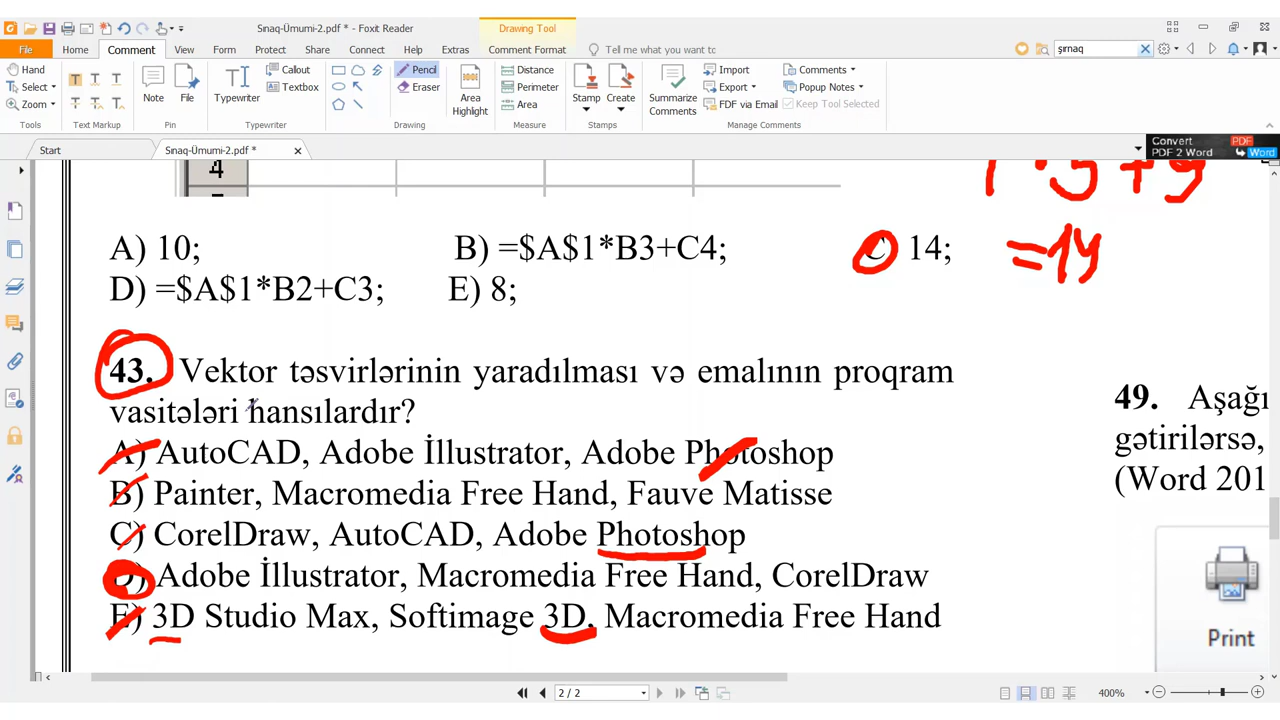 Sınaq-Ümumi-2.pdf * - Foxit Reader
Drawing Tool
File Home Comment View Form Protect Share Connect Help Extras Comment Format Tell me what you want tc
şırnaq
Hand
Select
Zoom
Tools
Text Markup
Note
File
Pin
Typewriter
Callout
Textbox
Typewriter
Pencil
Eraser
Drawing
Area
Highlight
Distance
Perimeter
Area
Measure
Stamp
Create
Stamps
Summarize
Comments
Import
Export
FDF via Email
Comments
Popup Notes
Keep Tool Selected
Manage Comments
Start
Sınaq-Ümumi-2.pdf *
Convert PDF
PDF 2 Word Word
4
A) 10; B) =$A$1*B3+C4; C 14; =14
D) =$A$1*B2+C3; E) 8;
43. Vektor təsvirlərinin yaradılması və emalının proqram
vasitələri hansılardır?
A) AutoCAD, Adobe İllustrator, Adobe Photoshop
B) Painter, Macromedia Free Hand, Fauve Matisse
C) CorelDraw, AutoCAD, Adobe Photoshop
D) Adobe İllustrator, Macromedia Free Hand, CorelDraw
E) 3D Studio Max, Softimage 3D, Macromedia Free Hand
49. Aşağı
gətirilərsə,
(Word 201
Print
2 / 2
400%